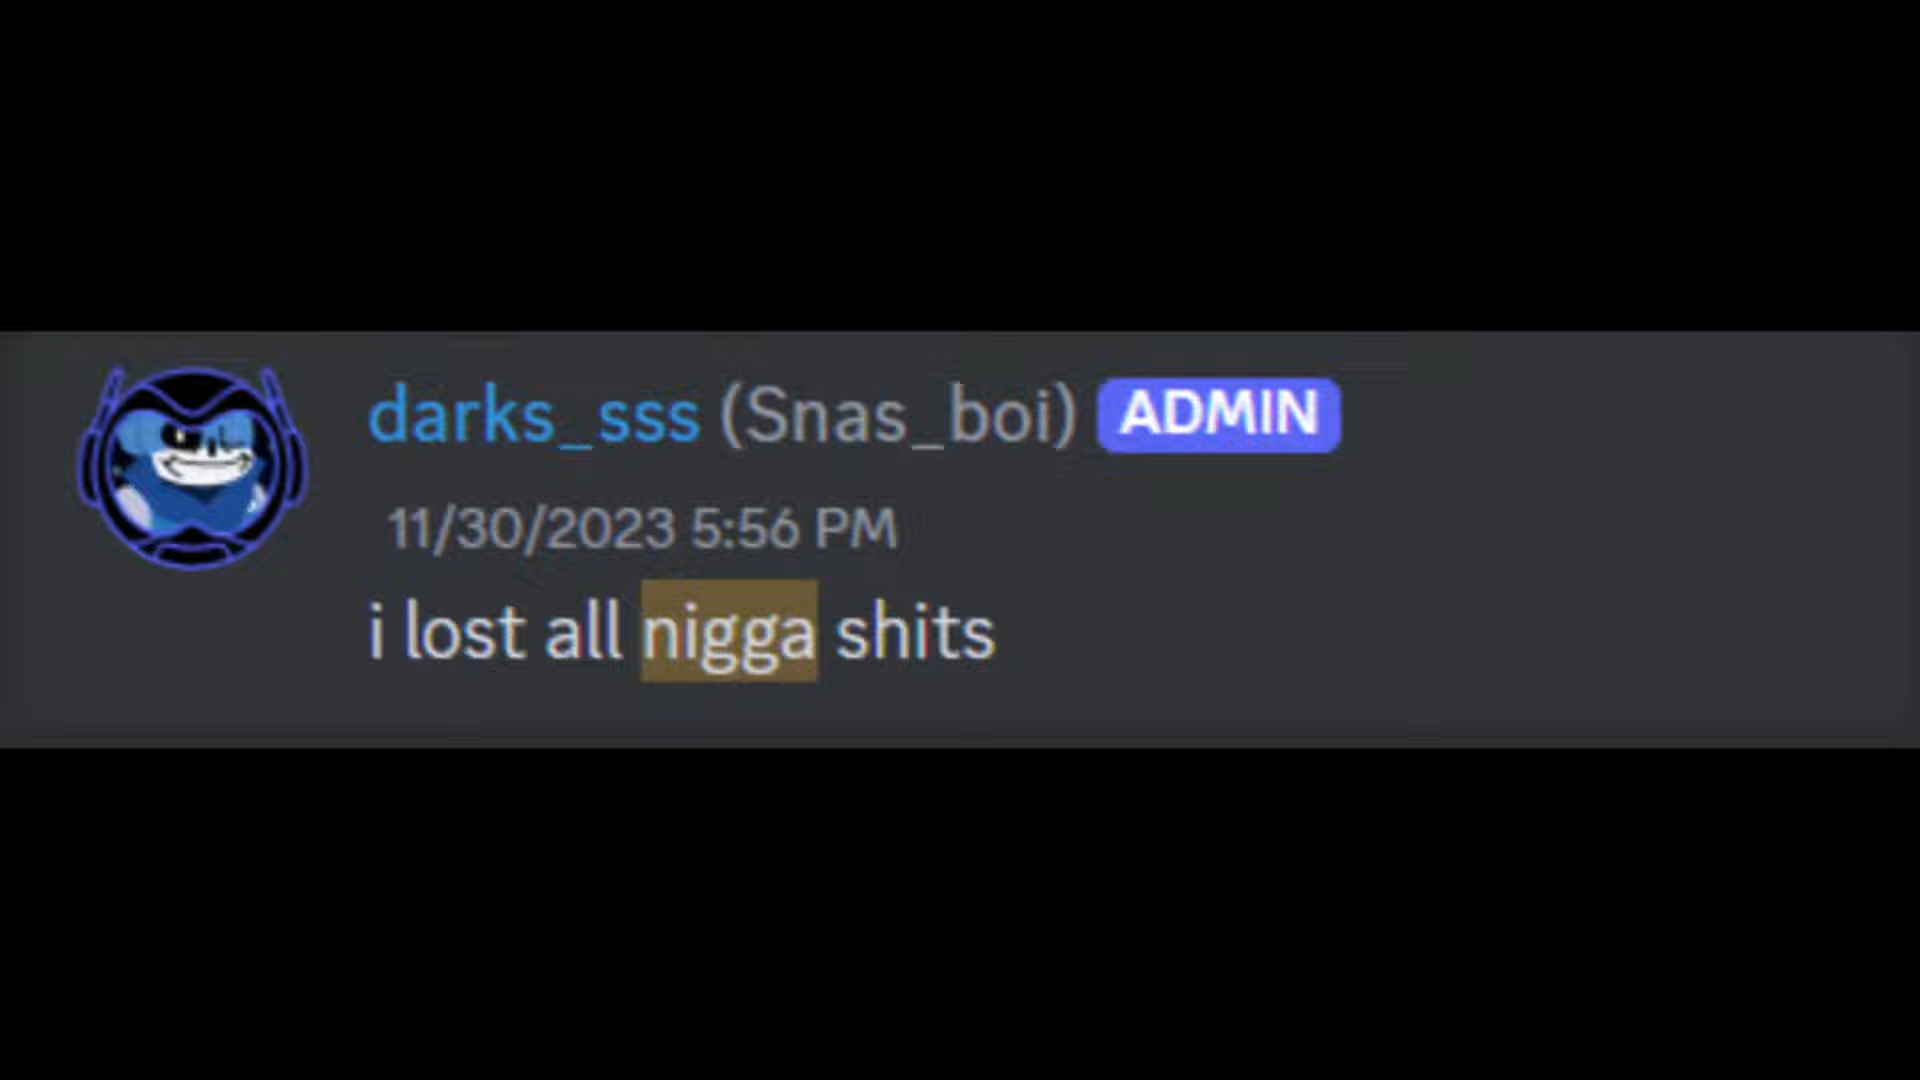 darks_sss (Snas_boi) ADMIN
11/30/2023 5:56 PM
i lost all nigga shits